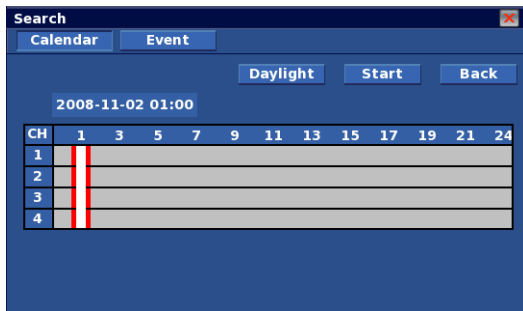 Search
Calendar Event
Daylight Start Back
2008-11-02 01:00
CH 1 3 5 7 9 11 13 15 17 19 21 24
1
2
3
4